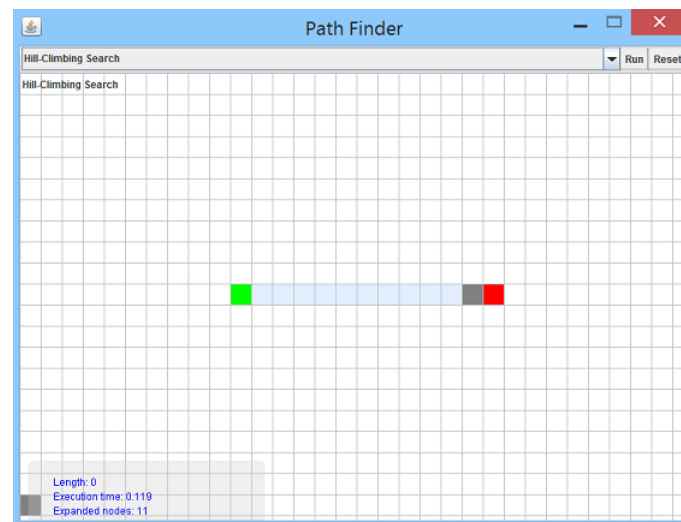 Path Finder
Hill-Climbing Search
Run
Reset
Hill-Climbing Search
Length: 0
Execution time: 0.119
Expanded nodes: 11